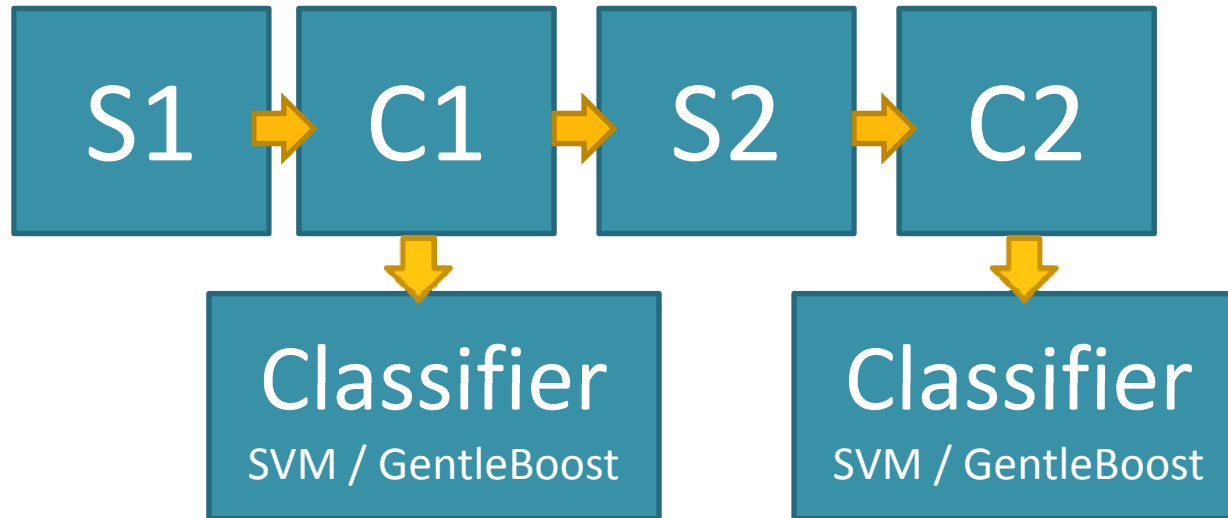 S1
C1
S2
C2
Classifier
SVM / GentleBoost
Classifier
SVM / GentleBoost